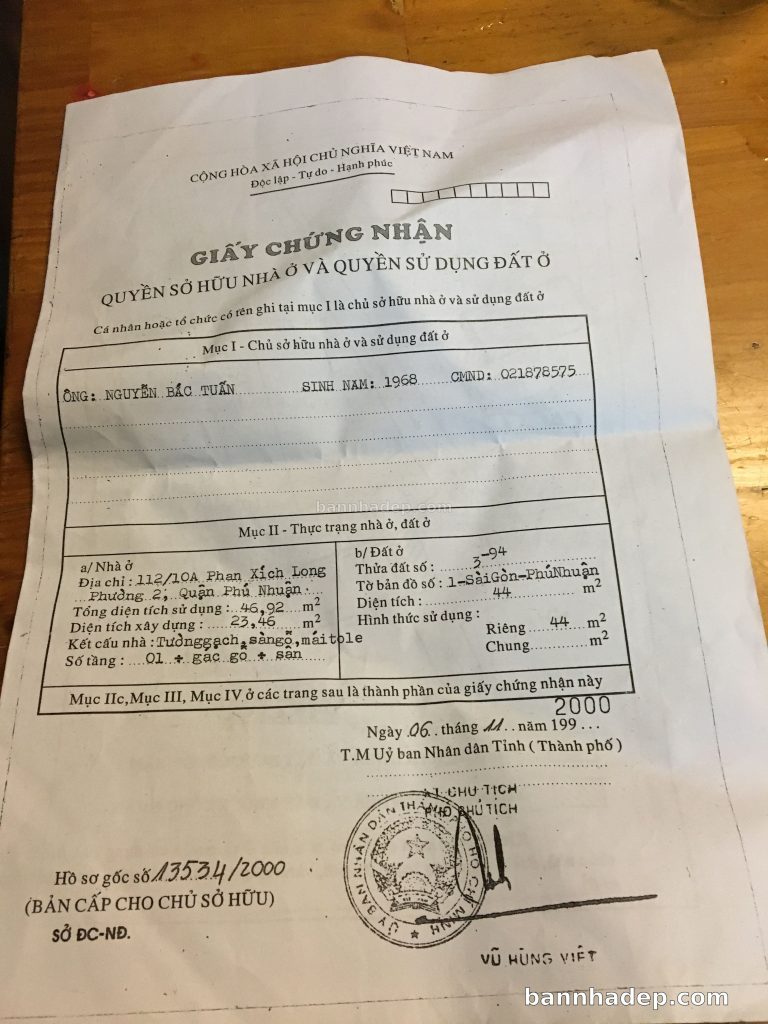 CỘNG HÒA XÃ HỘI CHỦ NGHĨA VIỆT NAM
Độc lập - Tự do - Hạnh phúc
GIẤY CHỨNG NHẬN
QUYỀN SỞ HỮU NHÀ Ở VÀ QUYỀN SỬ DỤNG ĐẤT Ở
Cá nhân hoặc tổ chức có tên ghi tại mục I là chủ sở hữu nhà ở và sử dụng đất ở
Mục I - Chủ sở hữu nhà ở và sử dụng đất ở
ÔNG: NGUYỄN BẮC TUẤN SINH NĂM: 1968 CMND: 021878575
bannhadep.com
Mục II - Thực trạng nhà ở, đất ở
a/ Nhà ở
Địa chỉ : 112/10A Phan Xích Long
Phường 2, Quận Phú Nhuận.
Tổng diện tích sử dụng : 46,92 m2
Diện tích xây dựng : 23,46 m2
Kết cấu nhà : Tườnggạch,sàngỗ,máitole
Số tầng : 01 + gác gỗ + sân
b/ Đất ở
Thửa đất số : 3-94
Tờ bản đồ số : 1-SàiGòn-PhúNhuận
Diện tích : 44 m2
Hình thức sử dụng :
Riêng 44 m2
Chung m2
Mục IIc,Mục III, Mục IV ở các trang sau là thành phần của giấy chứng nhận này
2000
Ngày 06 tháng 11 năm 199 ...
T.M Uỷ ban Nhân dân Tỉnh ( Thành phố )
KT CHỦ TỊCH
PHÓ CHỦ TỊCH
ỦY BAN NHÂN DÂN THÀNH PHỐ HỒ CHÍ MINH
Hồ sơ gốc số 13534/2000
(BẢN CẤP CHO CHỦ SỞ HỮU)
SỞ ĐC-NĐ.
VŨ HÙNG VIỆT
bannhadep.com